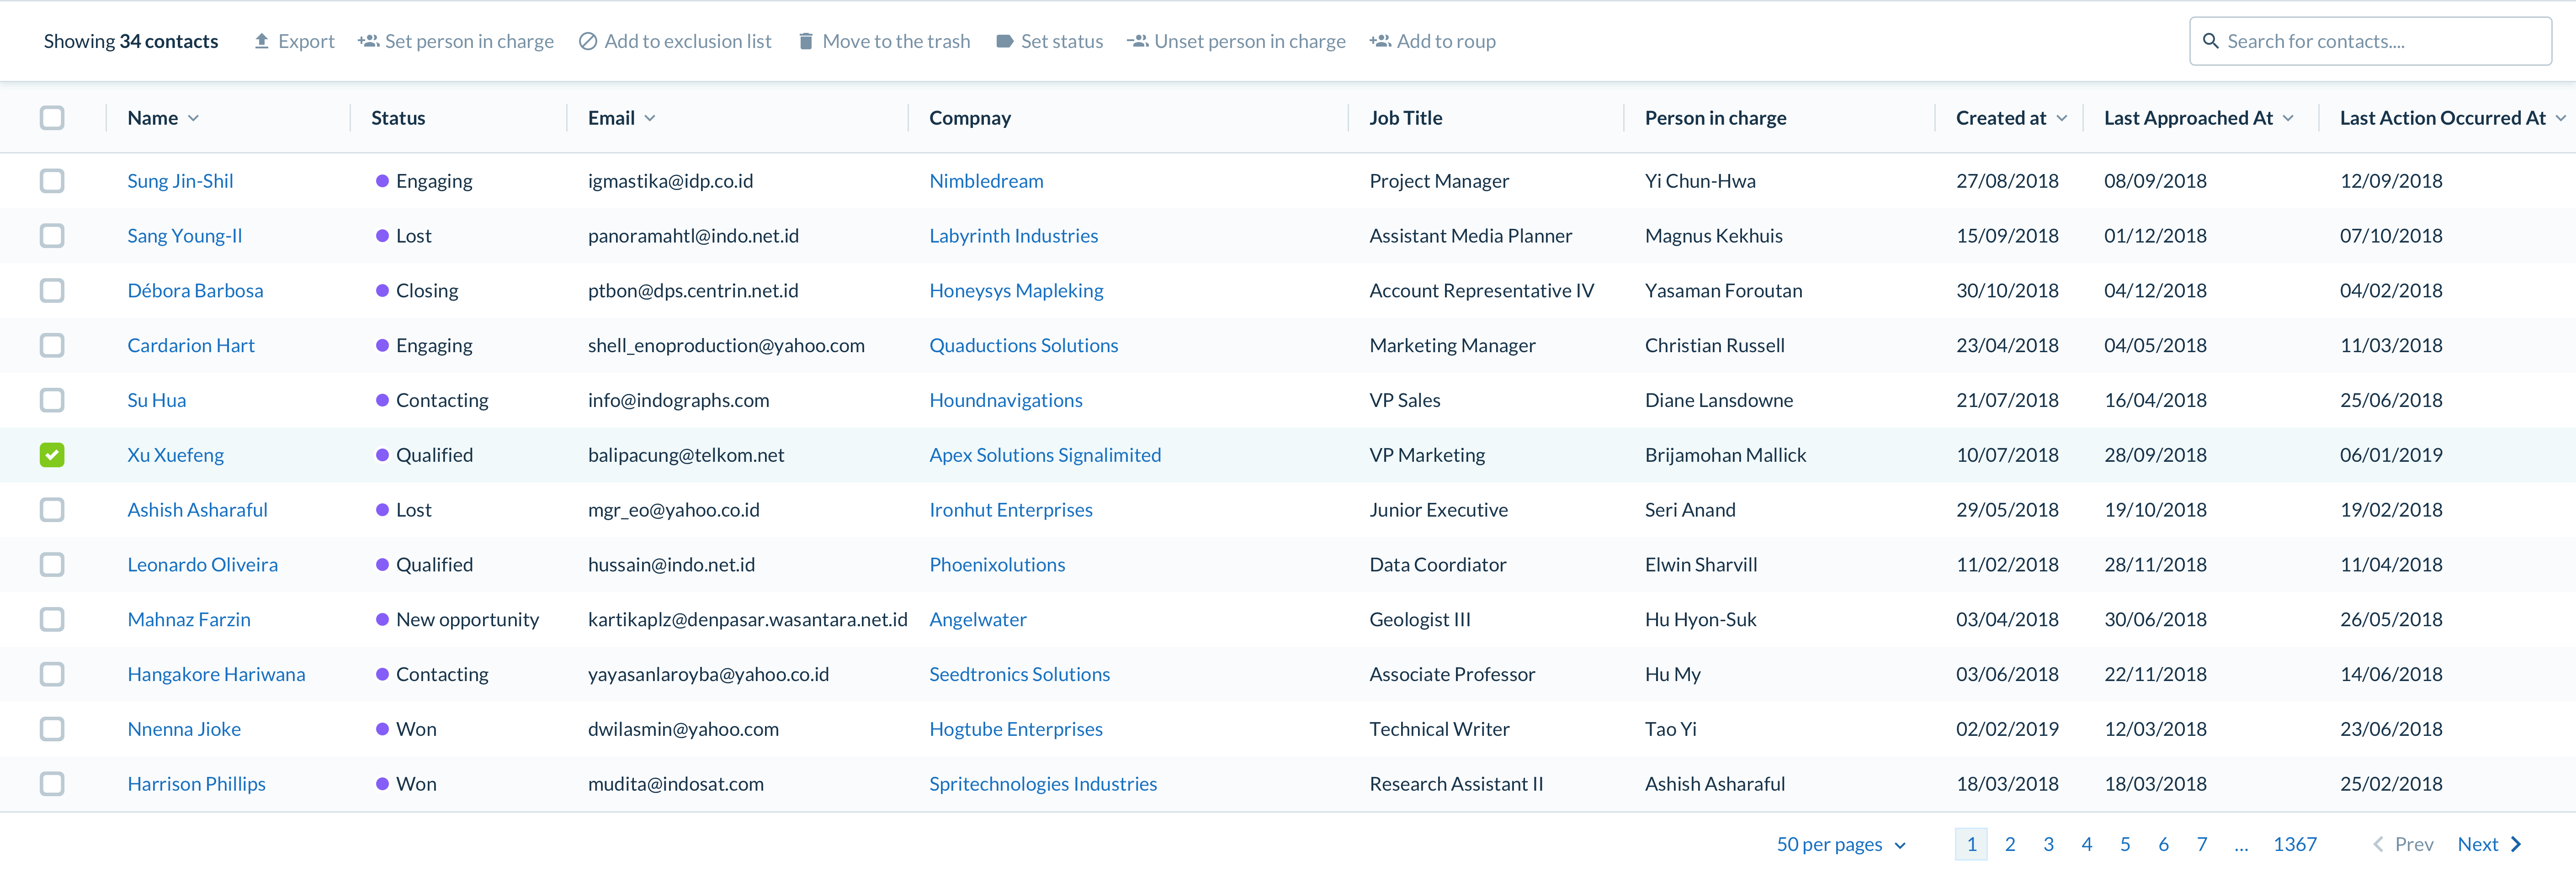 Showing 34 contacts Export Set person in charge Add to exclusion list Move to the trash Set status Unset person in charge Add to roup Search for contacts....
Name Status Email Compnay Job Title Person in charge Created at Last Approached At Last Action Occurred At
Sung Jin-Shil Engaging igmastika@idp.co.id Nimbledream Project Manager Yi Chun-Hwa 27/08/2018 08/09/2018 12/09/2018
Sang Young-Il Lost panoramahtl@indo.net.id Labyrinth Industries Assistant Media Planner Magnus Kekhuis 15/09/2018 01/12/2018 07/10/2018
Débora Barbosa Closing ptbon@dps.centrin.net.id Honeysys Mapleking Account Representative IV Yasaman Foroutan 30/10/2018 04/12/2018 04/02/2018
Cardarion Hart Engaging shell_enoproduction@yahoo.com Quaductions Solutions Marketing Manager Christian Russell 23/04/2018 04/05/2018 11/03/2018
Su Hua Contacting info@indographs.com Houndnavigations VP Sales Diane Lansdowne 21/07/2018 16/04/2018 25/06/2018
Xu Xuefeng Qualified balipacung@telkom.net Apex Solutions Signalimited VP Marketing Brijamohan Mallick 10/07/2018 28/09/2018 06/01/2019
Ashish Asharaful Lost mgr_eo@yahoo.co.id Ironhut Enterprises Junior Executive Seri Anand 29/05/2018 19/10/2018 19/02/2018
Leonardo Oliveira Qualified hussain@indo.net.id Phoenixolutions Data Coordiator Elwin Sharvill 11/02/2018 28/11/2018 11/04/2018
Mahnaz Farzin New opportunity kartikaplz@denpasar.wasantara.net.id Angelwater Geologist III Hu Hyon-Suk 03/04/2018 30/06/2018 26/05/2018
Hangakore Hariwana Contacting yayasanlaroyba@yahoo.co.id Seedtronics Solutions Associate Professor Hu My 03/06/2018 22/11/2018 14/06/2018
Nnenna Jioke Won dwilasmin@yahoo.com Hogtube Enterprises Technical Writer Tao Yi 02/02/2019 12/03/2018 23/06/2018
Harrison Phillips Won mudita@indosat.com Spritechnologies Industries Research Assistant II Ashish Asharaful 18/03/2018 18/03/2018 25/02/2018
50 per pages 1 2 3 4 5 6 7 ... 1367 Prev Next